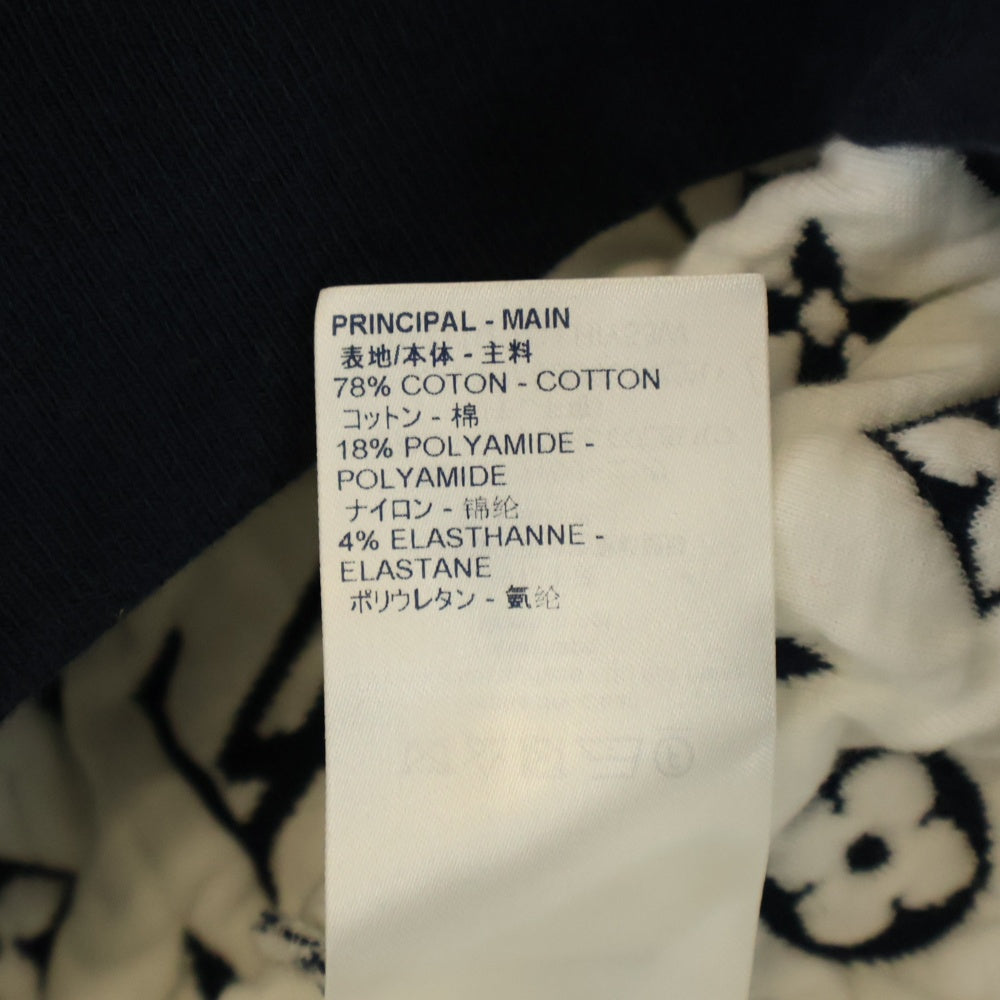 PRINCIPAL - MAIN
表地/本体 - 主料
78% COTON - COTTON
コットン - 棉
18% POLYAMIDE -
POLYAMIDE
ナイロン - 锦纶
4% ELASTHANNE -
ELASTANE
ポリウレタン - 氨纶